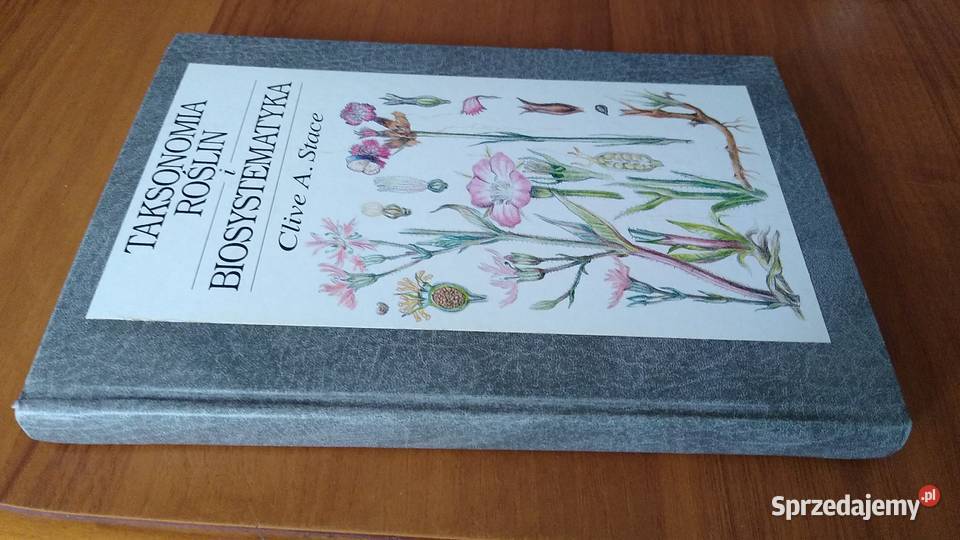 TAKSONOMIA
ROŚLIN
i
BIOSYSTEMATYKA
Clive A. Stace
Sprzedajemy.pl